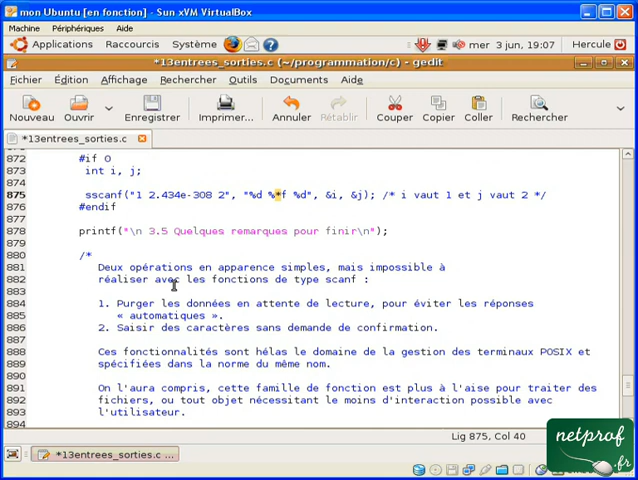 mon Ubuntu [en fonction] - Sun xVM VirtualBox
Machine Périphériques Aide
Applications Raccourcis Système mer 3 jun, 19:07 Hercule
*13entrees_sorties.c (~/programmation/c) - gedit
Fichier Édition Affichage Rechercher Outils Documents Aide
Nouveau Ouvrir Enregistrer Imprimer... Annuler Couper Copier Coller Rechercher
*13entrees_sorties.c
872 #if 0
873 int i, j;
874
875 sscanf("1 2.434e-308 2", "%d %*f %d", &i, &j); /* i vaut 1 et j vaut 2 */
876 #endif
877
878 printf("\n 3.5 Quelques remarques pour finir\n");
879
880 /*
881 Deux opérations en apparence simples, mais impossible à
882 réaliser avec les fonctions de type scanf :
883
884 1. Purger les données en attente de lecture, pour éviter les réponses
885 « automatiques ».
886 2. Saisir des caractères sans demande de confirmation.
887
888 Ces fonctionnalités sont hélas le domaine de la gestion des terminaux POSIX et
889 spécifiées dans la norme du même nom.
890
891 On l'aura compris, cette famille de fonction est plus à l'aise pour traiter des
892 fichiers, ou tout objet nécessitant le moins d'interaction possible avec
893 l'utilisateur.
894
Lig 875, Col 40
*13entrees_sorties.c ...
netprof
.fr